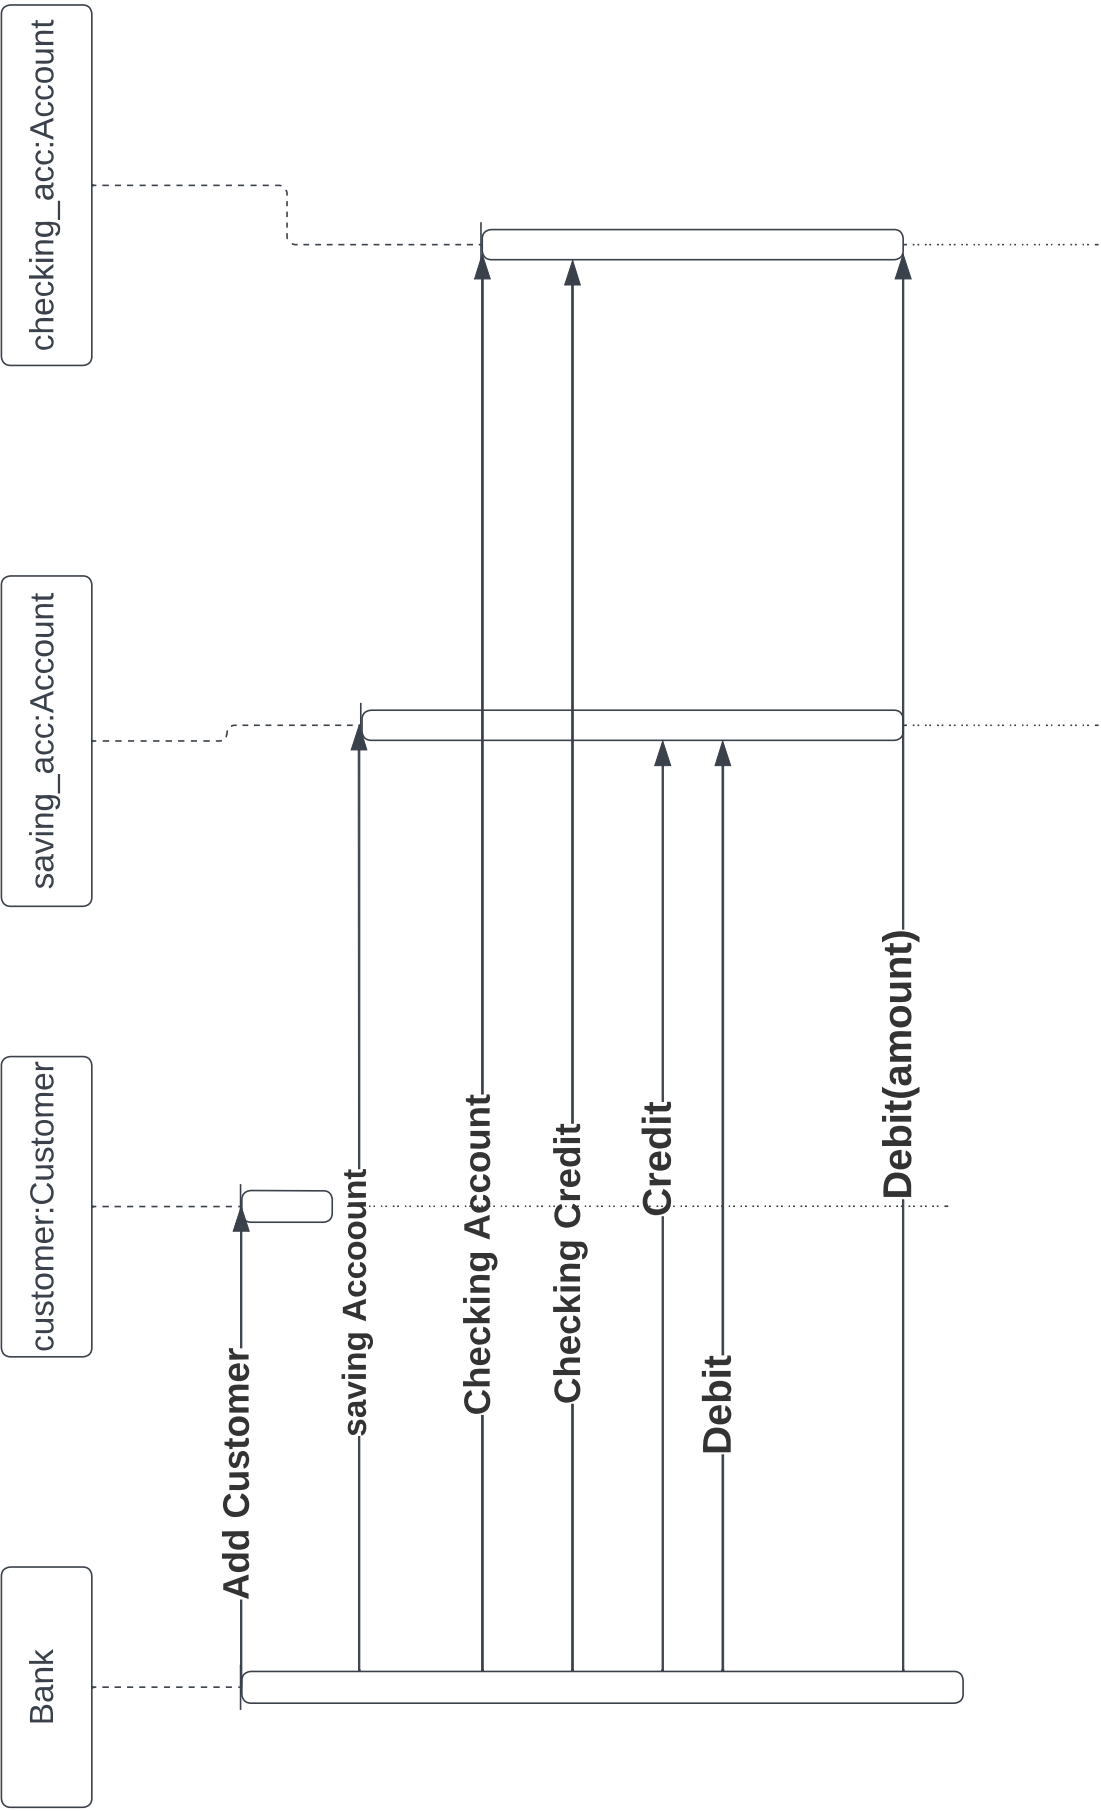 Bank
customer:Customer
saving_acc:Account
checking_acc:Account
Add Customer
saving Accoount
Checking Account
Checking Credit
Credit
Debit
Debit(amount)